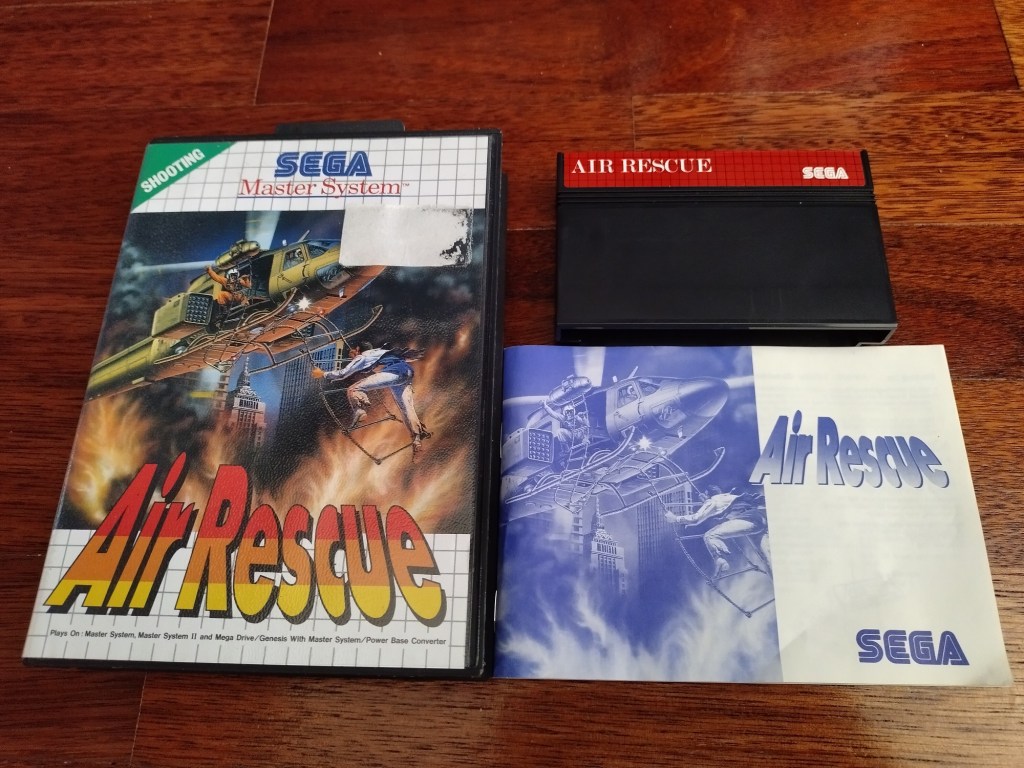 SHOOTING
SEGA
Master System™
Air Rescue
Plays On : Master System, Master System II and Mega Drive/Genesis With Master System/Power Base Converter
AIR RESCUE
SEGA
Air Rescue
SEGA